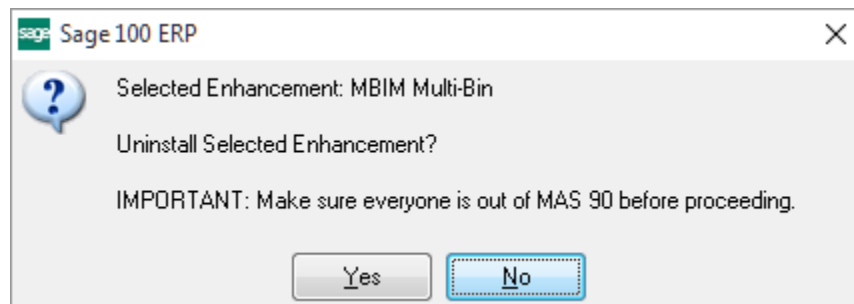 sage Sage 100 ERP
Selected Enhancement: MBIM Multi-Bin
Uninstall Selected Enhancement?
IMPORTANT: Make sure everyone is out of MAS 90 before proceeding.
Yes No